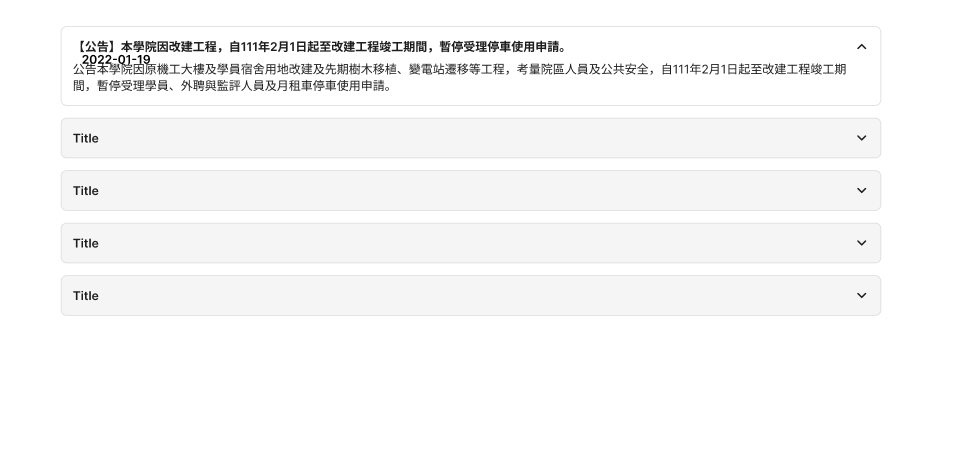 【公告】本學院因改建工程，自111年2月1日起至改建工程竣工期間，暫停受理停車使用申請。
2022-01-19
公告本學院因原機工大樓及學員宿舍用地改建及先期樹木移植、變電站遷移等工程，考量院區人員及公共安全，自111年2月1日起至改建工程竣工期
間，暫停受理學員、外聘與監評人員及月租車停車使用申請。
Title
Title
Title
Title